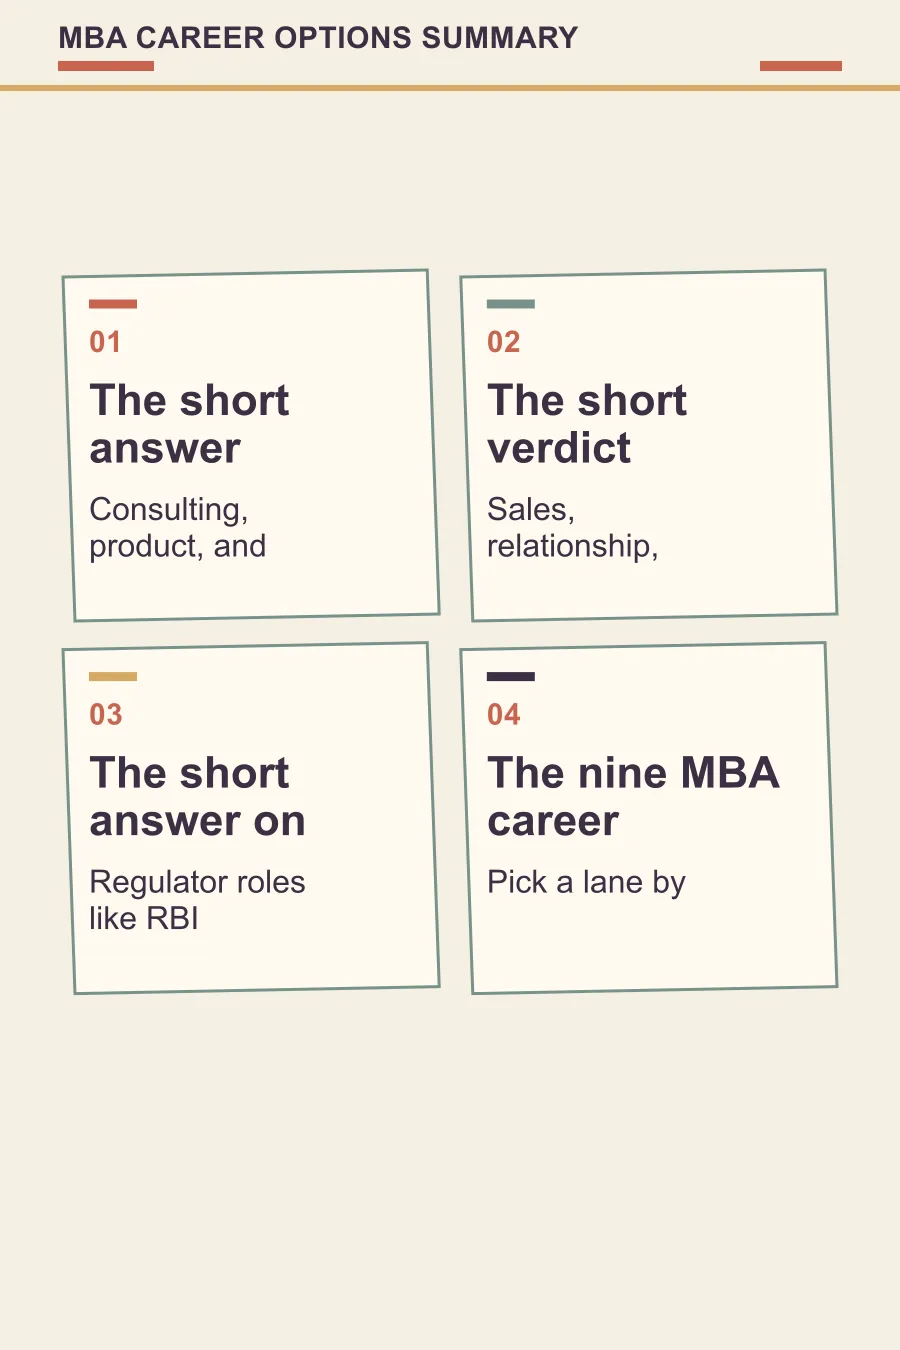 MBA CAREER OPTIONS SUMMARY
01
The short
answer
Consulting,
product, and
02
The short
verdict
Sales,
relationship,
03
The short
answer on
Regulator roles
like RBI
04
The nine MBA
career
Pick a lane by